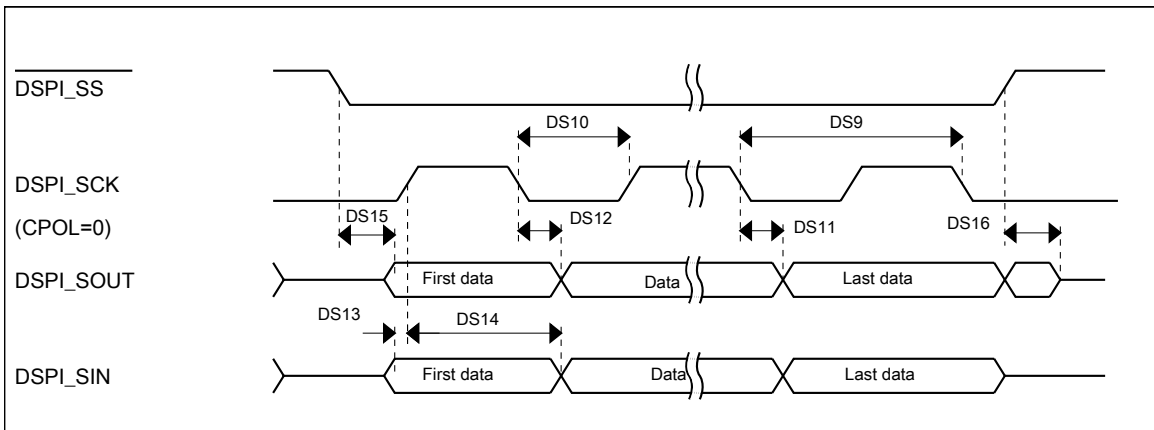 DSPI_SS
DS10
DS9
DSPI_SCK
(CPOL=0)
DS15
DS12
DS11
DS16
DSPI_SOUT
First data
Data
Last data
DS13
DS14
DSPI_SIN
First data
Data
Last data